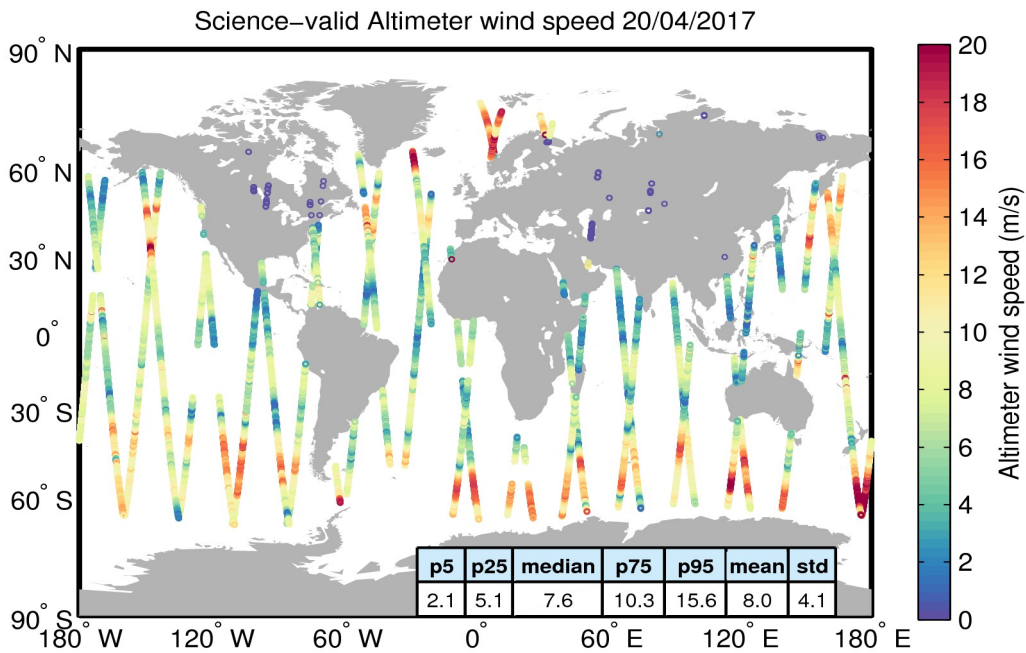 Science−valid Altimeter wind speed 20/04/2017
90° N
60° N
30° N
0°
30° S
60° S
90° S
180° W
120° W
60° W
0°
60° E
120° E
180° E
p5 p25 median p75 p95 mean std
2.1 5.1 7.6 10.3 15.6 8.0 4.1
20
18
16
14
12
10
8
6
4
2
0
Altimeter wind speed (m/s)